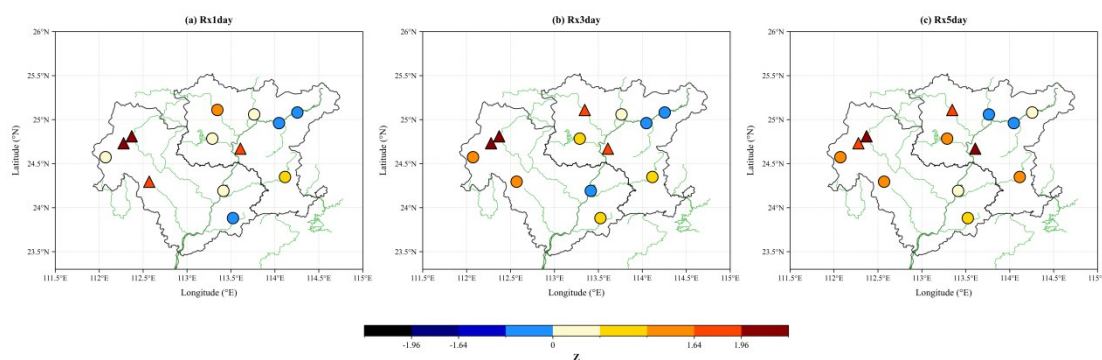 (a) Rx1day
(b) Rx3day
(c) Rx5day
26°N
25.5°N
25°N
24.5°N
24°N
23.5°N
Latitude (°N)
111.5°E 112°E 112.5°E 113°E 113.5°E 114°E 114.5°E 115°E
Longitude (°E)
26°N
25.5°N
25°N
24.5°N
24°N
23.5°N
Latitude (°N)
111.5°E 112°E 112.5°E 113°E 113.5°E 114°E 114.5°E 115°E
Longitude (°E)
26°N
25.5°N
25°N
24.5°N
24°N
23.5°N
Latitude (°N)
111.5°E 112°E 112.5°E 113°E 113.5°E 114°E 114.5°E 115°E
Longitude (°E)
-1.96 -1.64 0 1.64 1.96
Z